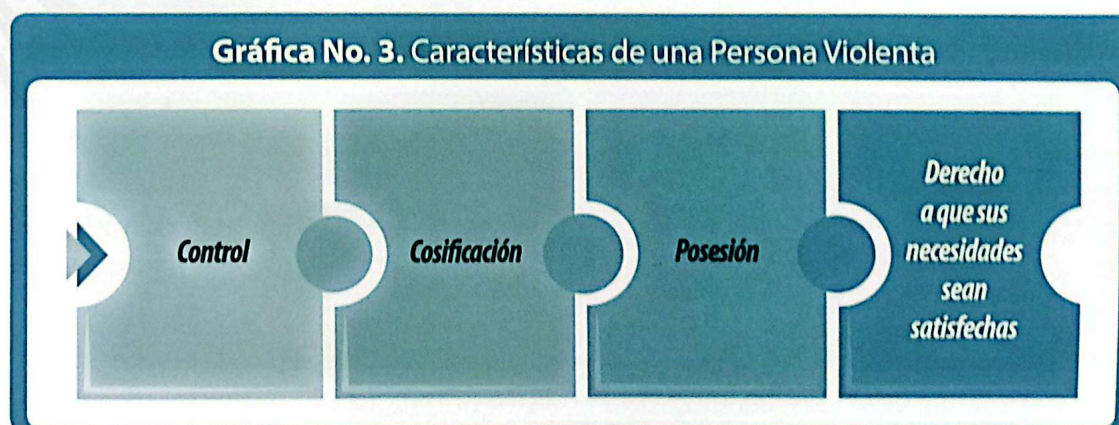 Gráfica No. 3. Características de una Persona Violenta
Control
Cosificación
Posesión
Derecho
a que sus
necesidades
sean
satisfechas